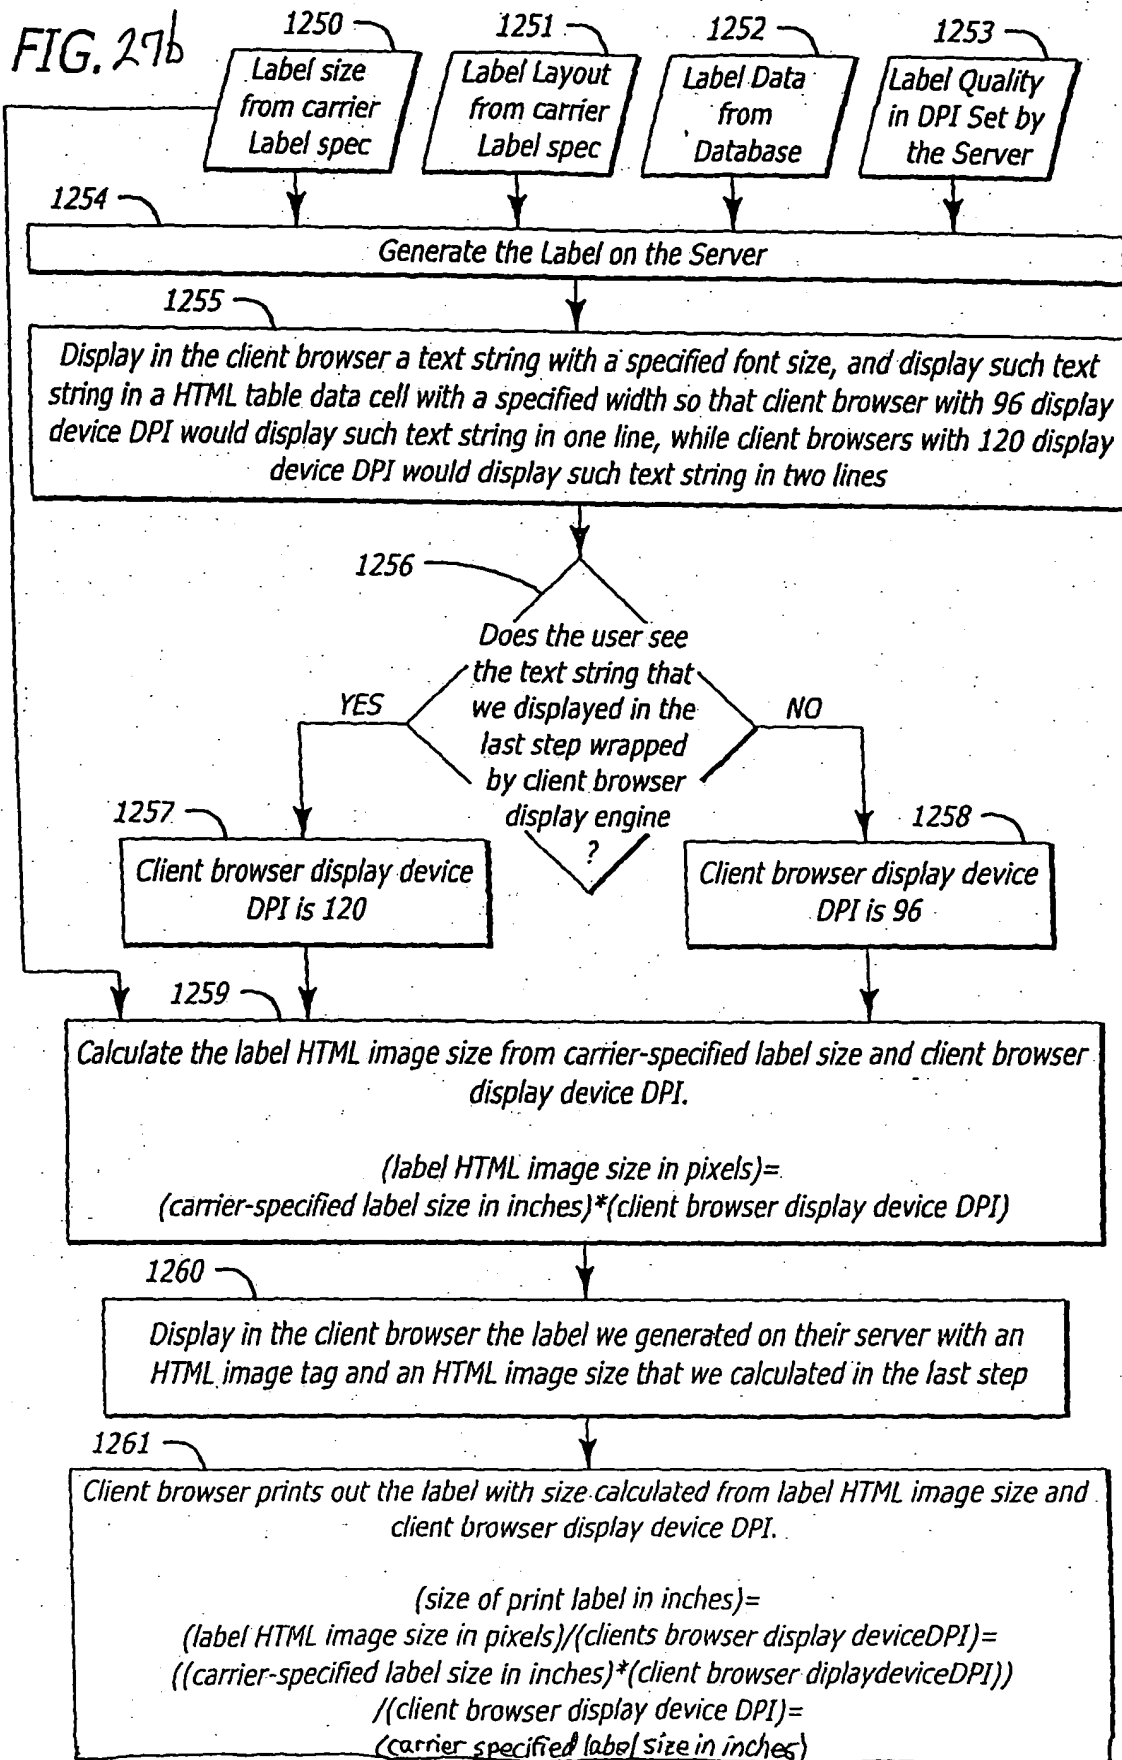 FIG. 27b
1250
1251
1252
1253
Label size
from carrier
Label spec
Label Layout
from carrier
Label spec
Label Data
from
Database
Label Quality
in DPI Set by
the Server
1254
Generate the Label on the Server
1255
Display in the client browser a text string with a specified font size, and display such text
string in a HTML table data cell with a specified width so that client browser with 96 display
device DPI would display such text string in one line, while client browsers with 120 display
device DPI would display such text string in two lines
1256
Does the user see
the text string that
we displayed in the
last step wrapped
by client browser
display engine
?
YES
NO
1257
1258
Client browser display device
DPI is 120
Client browser display device
DPI is 96
1259
Calculate the label HTML image size from carrier-specified label size and client browser
display device DPI.
(label HTML image size in pixels)=
(carrier-specified label size in inches)*(client browser display device DPI)
1260
Display in the client browser the label we generated on their server with an
HTML image tag and an HTML image size that we calculated in the last step
1261
Client browser prints out the label with size calculated from label HTML image size and
client browser display device DPI.
(size of print label in inches)=
(label HTML image size in pixels)/(clients browser display deviceDPI)=
((carrier-specified label size in inches)*(client browser diplaydeviceDPI))
/(client browser display device DPI)=
(carrier specified label size in inches)